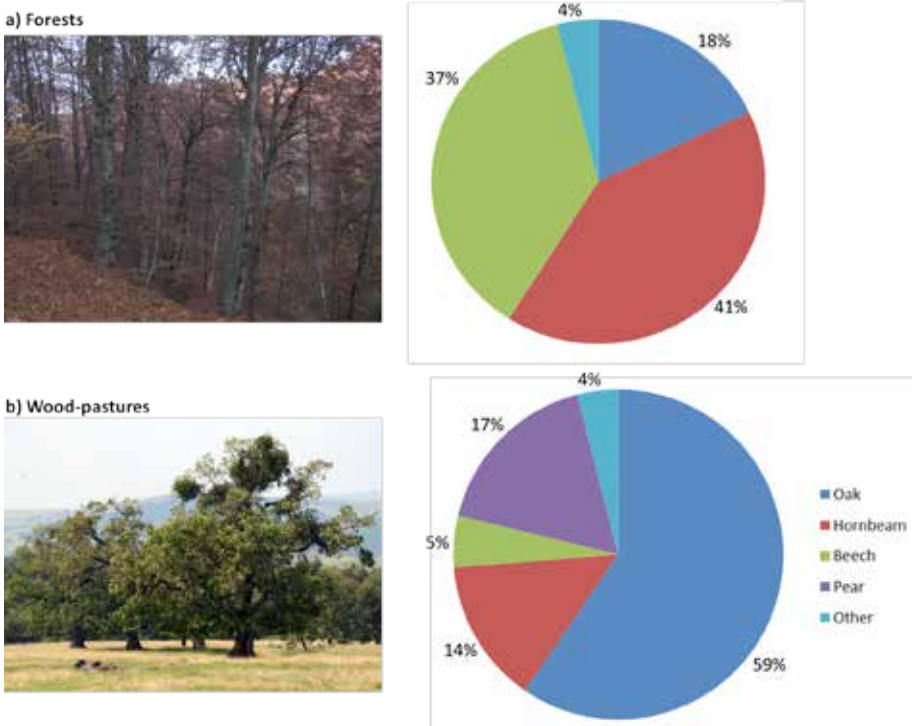 a) Forests
4%
18%
37%
41%
b) Wood-pastures
4%
17%
5%
14%
59%
Oak
Hornbeam
Beech
Pear
Other